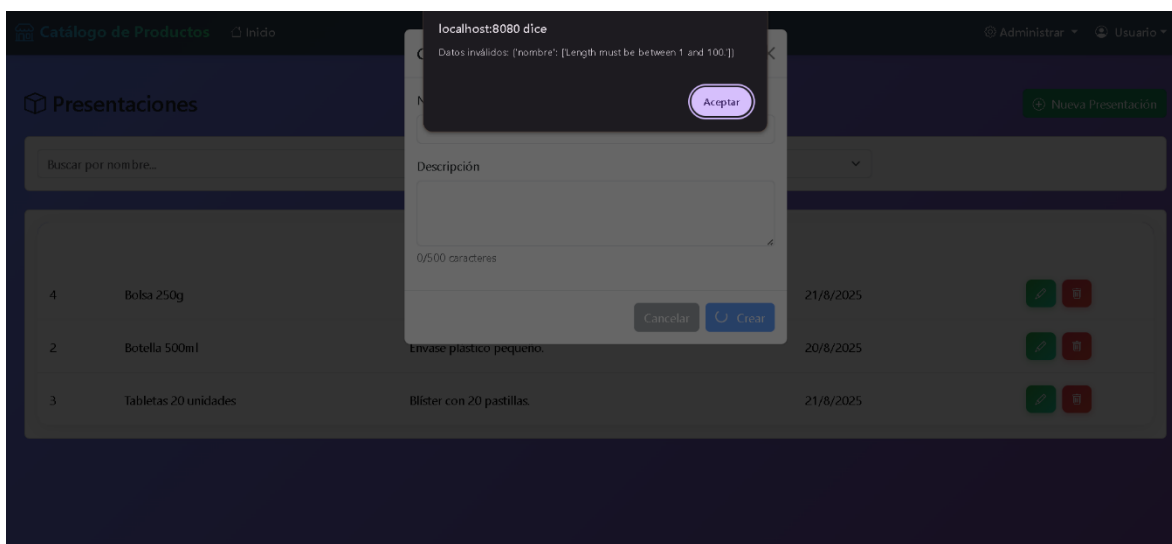 Catálogo de Productos Inicio Administrar Usuario
localhost:8080 dice
Datos inválidos: {'nombre': ['Length must be between 1 and 100.']}
Aceptar
Presentaciones
Nueva Presentación
Buscar por nombre...
Descripción
0/500 caracteres
Cancelar Crear
4 Bolsa 250g 21/8/2025
2 Botella 500ml Envase plástico pequeño. 20/8/2025
3 Tabletas 20 unidades Blíster con 20 pastillas. 21/8/2025